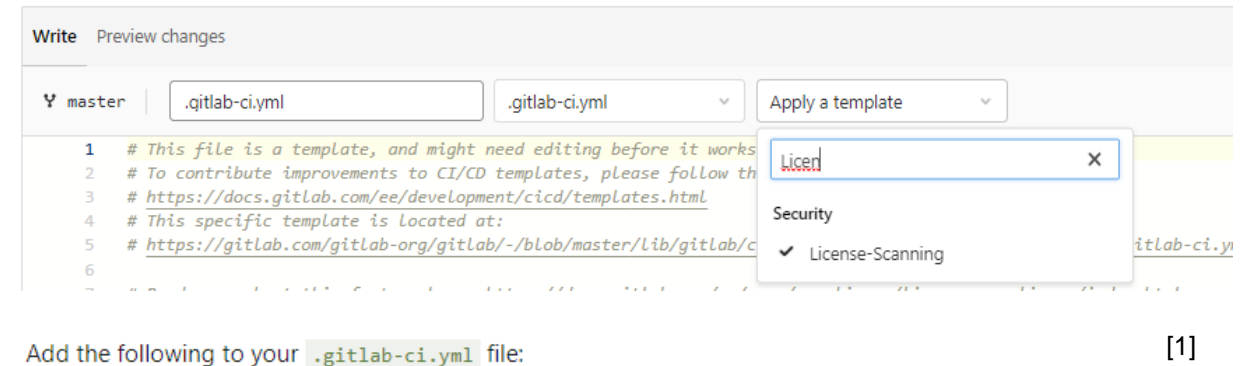 Write Preview changes
master .gitlab-ci.yml .gitlab-ci.yml Apply a template
1 # This file is a template, and might need editing before it works
Licen
2 # To contribute improvements to CI/CD templates, please follow th
3 # https://docs.gitlab.com/ee/development/cicd/templates.html
Security
4 # This specific template is located at:
5 # https://gitlab.com/gitlab-org/gitlab/-/blob/master/lib/gitlab/c itlab-ci.ym
License-Scanning
6
Add the following to your .gitlab-ci.yml file:
[1]